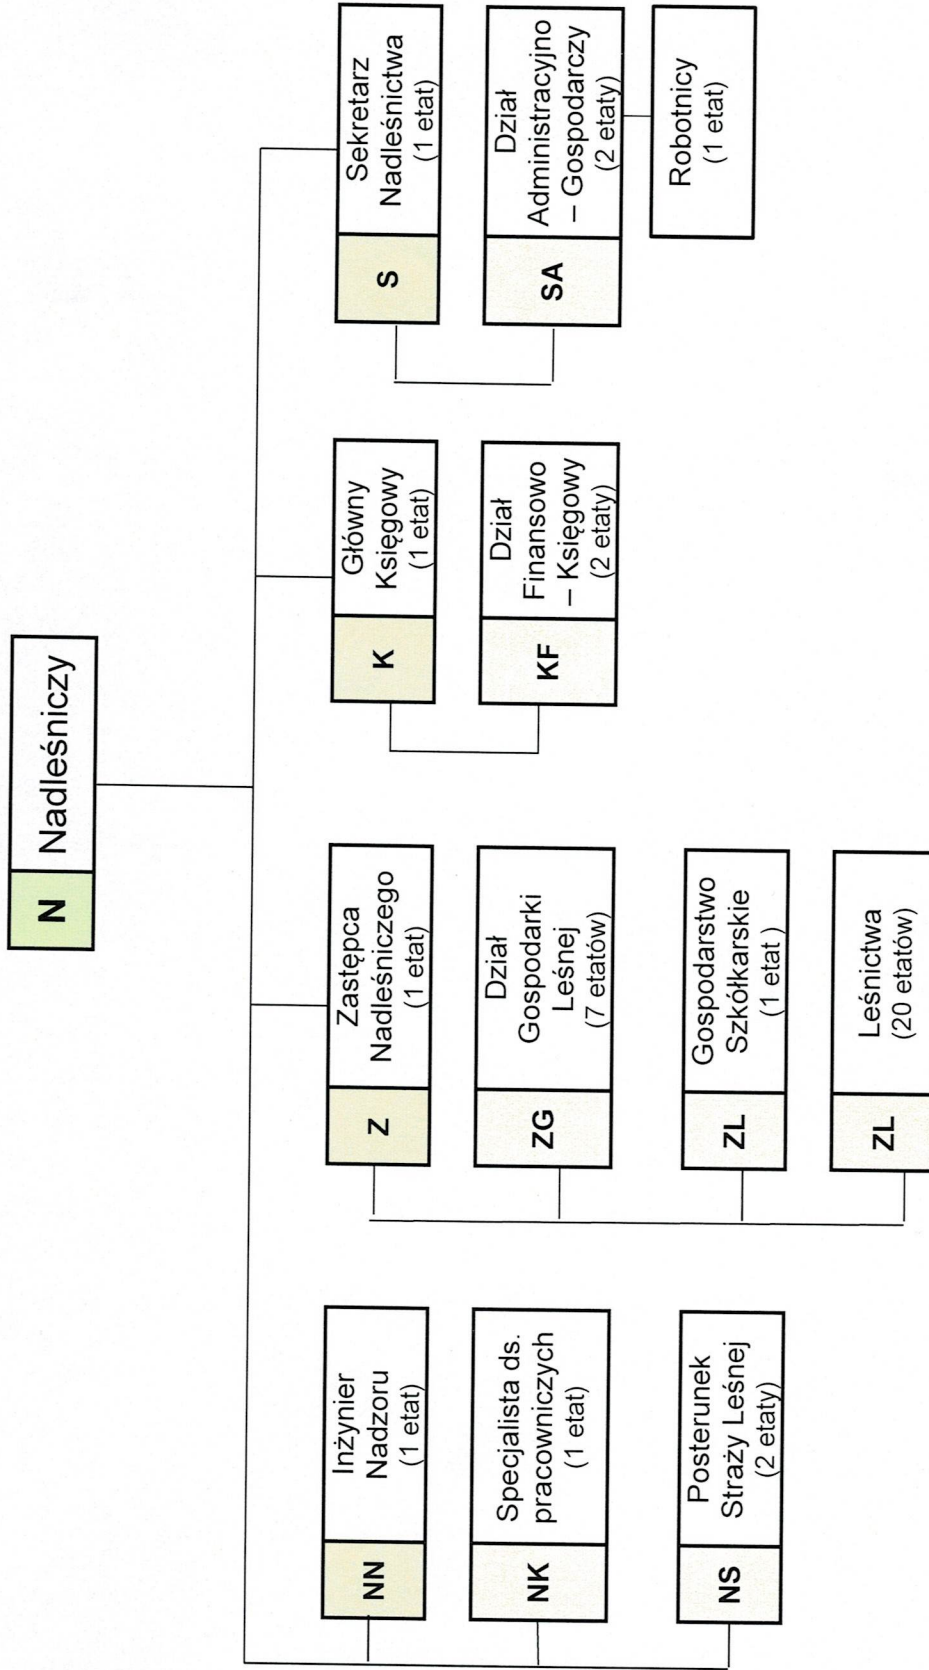 N
Nadleśniczy
NN
Inżynier
Nadzoru
(1 etat)
NK
Specjalista ds.
pracowniczych
(1 etat)
NS
Posterunek
Straży Leśnej
(2 etaty)
Z
Zastępca
Nadleśniczego
(1 etat)
ZG
Dział
Gospodarki
Leśnej
(7 etatów)
ZL
Gospodarstwo
Szkółkarskie
(1 etat )
ZL
Leśnictwa
(20 etatów)
K
Główny
Księgowy
(1 etat)
KF
Dział
Finansowo
– Księgowy
(2 etaty)
S
Sekretarz
Nadleśnictwa
(1 etat)
SA
Dział
Administracyjno
– Gospodarczy
(2 etaty)
Robotnicy
(1 etat)